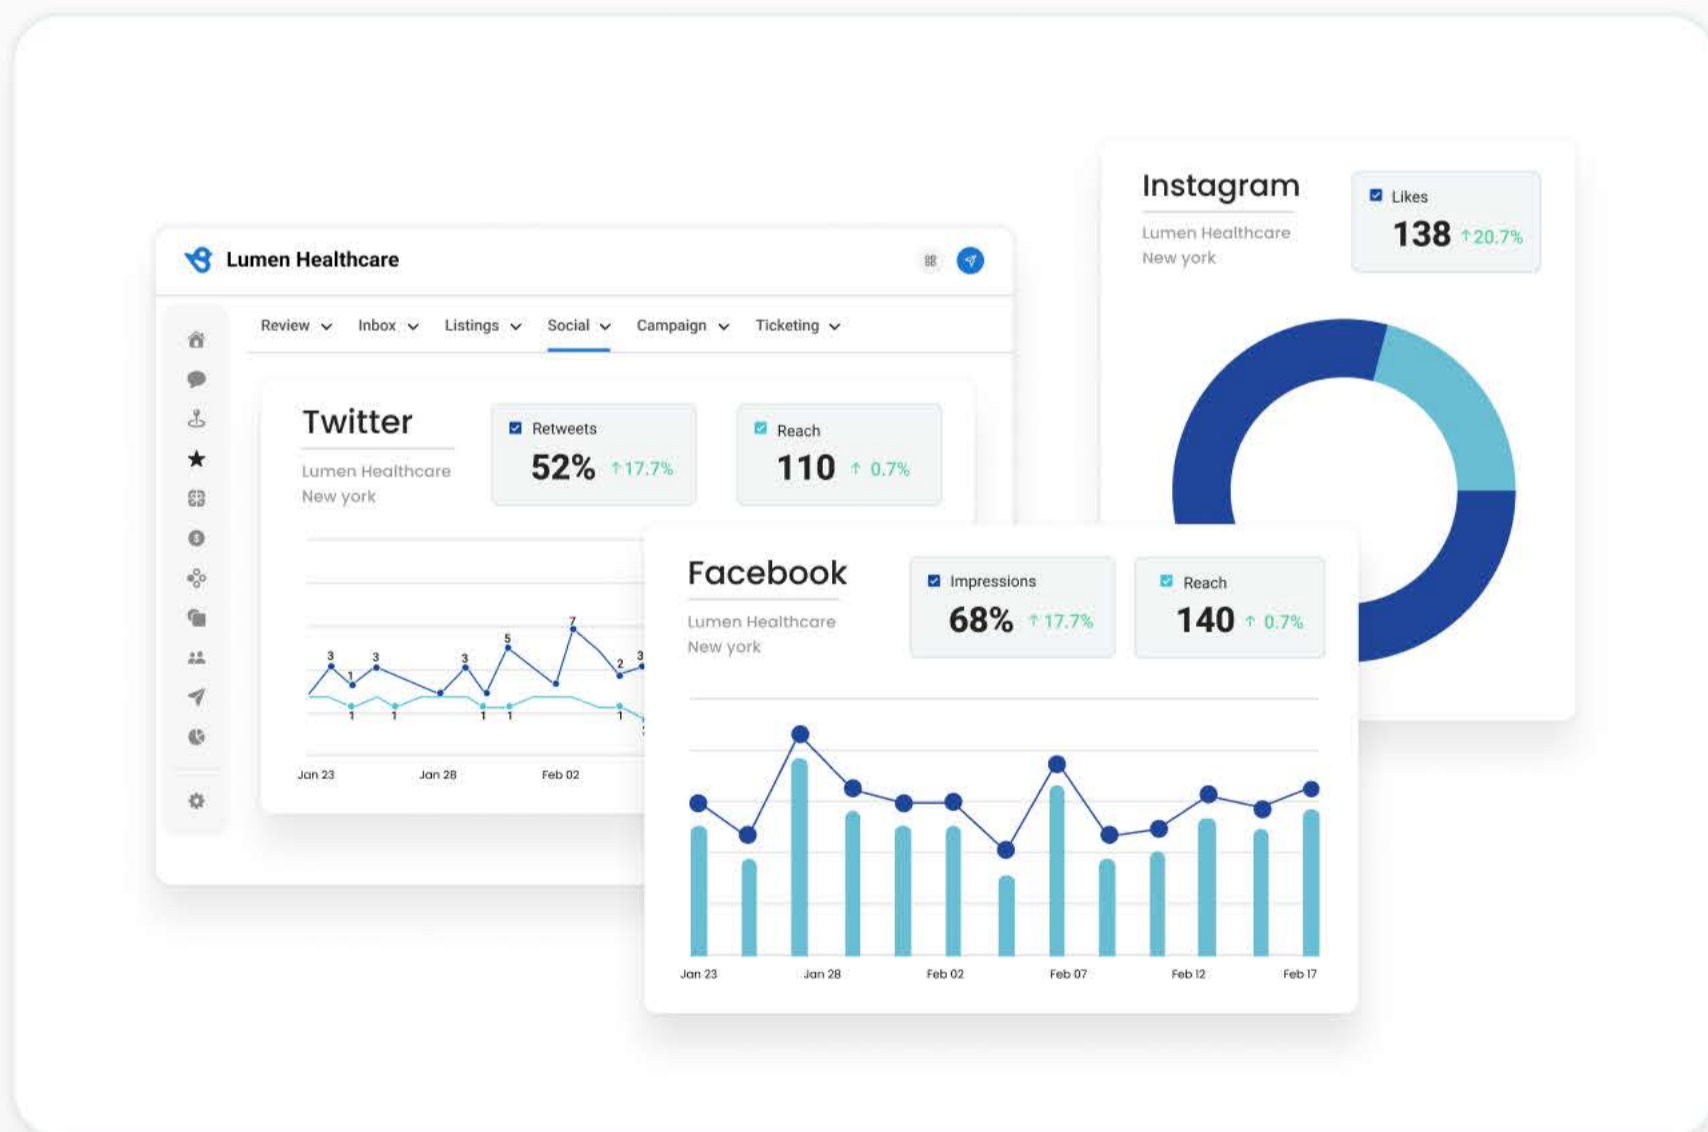 Lumen Healthcare
Review Inbox Listings Social Campaign Ticketing
Twitter
Lumen Healthcare
New york
Retweets
52% ↑17.7%
Reach
110 ↑ 0.7%
3 1 3 3 5 7 2 3
1 1 1 1 1
Jan 23 Jan 28 Feb 02
Instagram
Lumen Healthcare
New york
Likes
138 ↑20.7%
Facebook
Lumen Healthcare
New york
Impressions
68% ↑17.7%
Reach
140 ↑ 0.7%
Jan 23 Jan 28 Feb 02 Feb 07 Feb 12 Feb 17